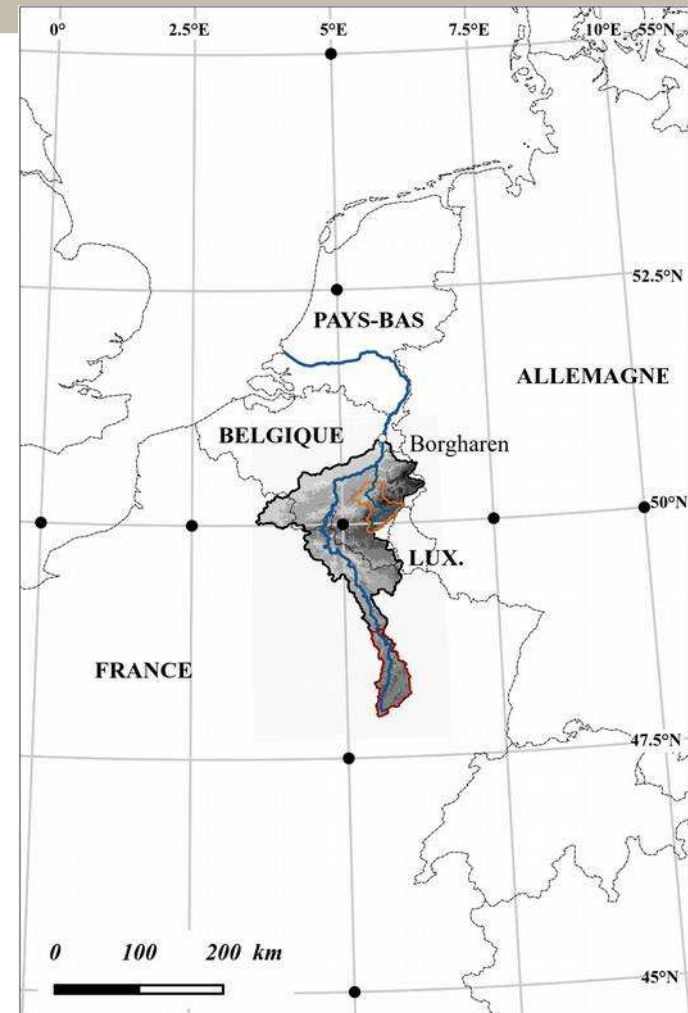 0° 2.5°E 5°E 7.5°E 10°E 55°N
52.5°N
PAYS-BAS
ALLEMAGNE
BELGIQUE
Borgharen
50°N
LUX.
FRANCE
47.5°N
0 100 200 km
45°N